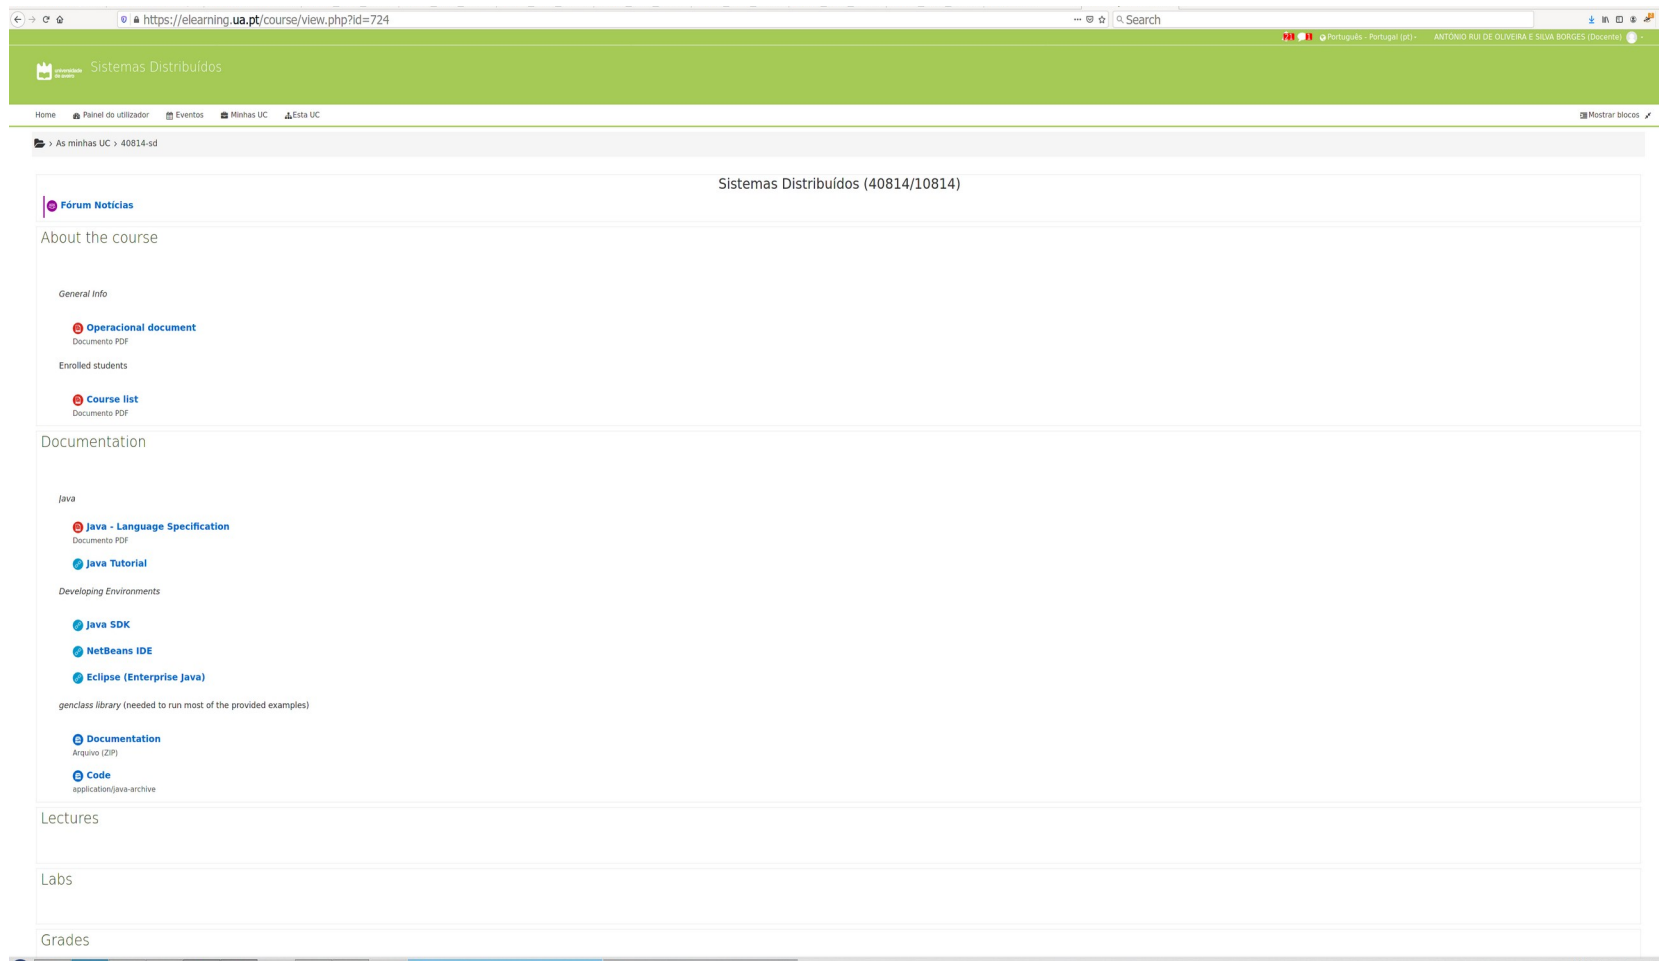 https://elearning.ua.pt/course/view.php?id=724
Search
Português - Portugal (pt)
ANTONIO RUI DE OLIVEIRA E SILVA BORGES (Docente)
universidade de aveiro
Sistemas Distribuídos
Home Painel do utilizador Eventos Minhas UC Esta UC Mostrar blocos
› As minhas UC › 40814-sd
Sistemas Distribuídos (40814/10814)
Fórum Notícias
About the course
General Info
Operacional document
Documento PDF
Enrolled students
Course list
Documento PDF
Documentation
Java
Java - Language Specification
Documento PDF
Java Tutorial
Developing Environments
Java SDK
NetBeans IDE
Eclipse (Enterprise Java)
genclass library (needed to run most of the provided examples)
Documentation
Arquivo (ZIP)
Code
application/java-archive
Lectures
Labs
Grades